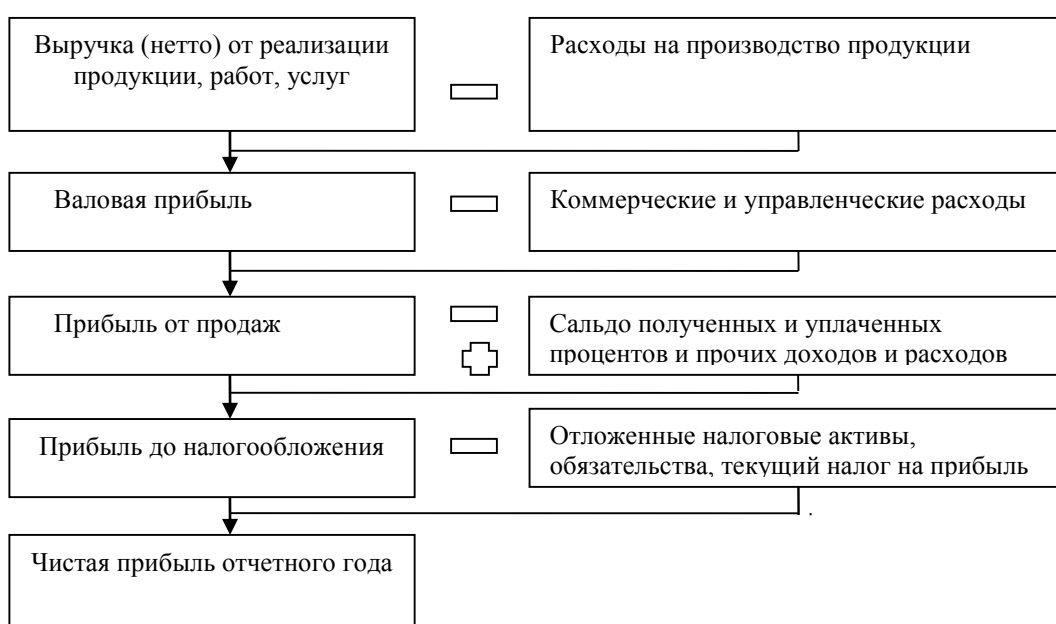 Выручка (нетто) от реализации
продукции, работ, услуг
Расходы на производство продукции
Валовая прибыль
Коммерческие и управленческие расходы
Прибыль от продаж
Сальдо полученных и уплаченных
процентов и прочих доходов и расходов
Прибыль до налогообложения
Отложенные налоговые активы,
обязательства, текущий налог на прибыль
.
Чистая прибыль отчетного года